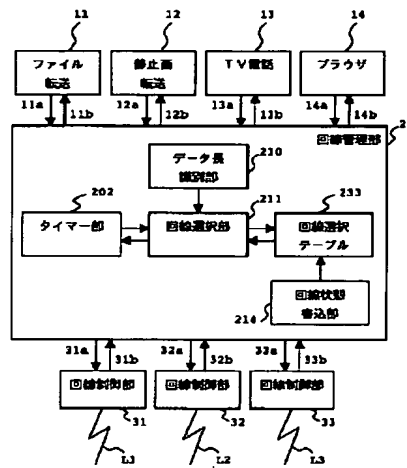 11 12 13 14
ファイル転送
静止画転送
TV電話
ブラウザ
11a 11b 12a 12b 13a 13b 14a 14b
回線管理部 2
データ長識別部 210
202 211 233
タイマー部
回線選択部
回線選択テーブル
回線状態書込部
214
31a 31b 32a 32b 33a 33b
回線制御部
回線制御部
回線制御部
31 32 33
L1 L2 L3